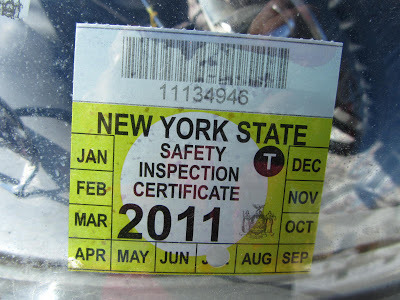 11134946
NEW YORK STATE
SAFETY
INSPECTION
CERTIFICATE
T
2011
JAN
FEB
MAR
APR
MAY
JUN
AUG
SEP
OCT
NOV
DEC